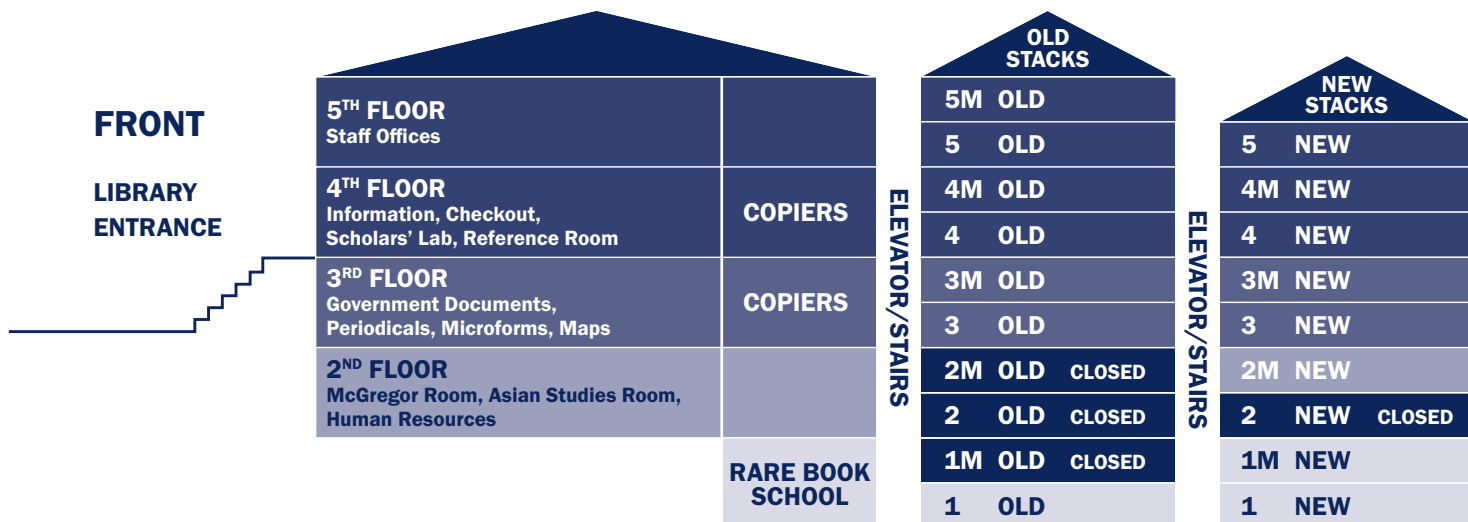 FRONT
LIBRARY
ENTRANCE
5TH FLOOR
Staff Offices
4TH FLOOR
Information, Checkout,
Scholars’ Lab, Reference Room
COPIERS
3RD FLOOR
Government Documents,
Periodicals, Microforms, Maps
COPIERS
2ND FLOOR
McGregor Room, Asian Studies Room,
Human Resources
RARE BOOK
SCHOOL
ELEVATOR/STAIRS
OLD
STACKS
5M OLD
5 OLD
4M OLD
4 OLD
3M OLD
3 OLD
2M OLD CLOSED
2 OLD CLOSED
1M OLD CLOSED
1 OLD
ELEVATOR/STAIRS
NEW
STACKS
5 NEW
4M NEW
4 NEW
3M NEW
3 NEW
2M NEW
2 NEW CLOSED
1M NEW
1 NEW